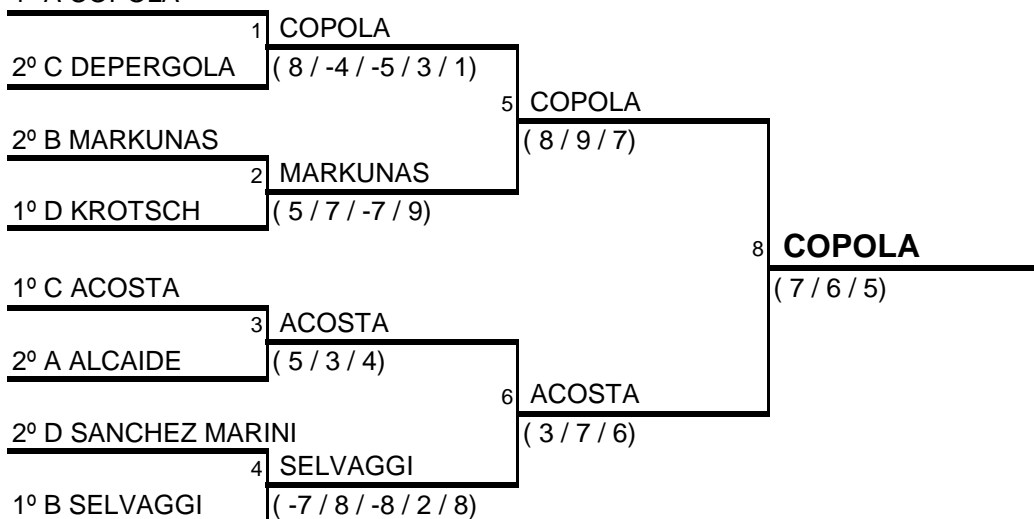 1 COPOLA
2º C DEPERGOLA
( 8 / -4 / -5 / 3 / 1)
5 COPOLA
2º B MARKUNAS
( 8 / 9 / 7)
2 MARKUNAS
1º D KROTSCH
( 5 / 7 / -7 / 9)
8 COPOLA
1º C ACOSTA
( 7 / 6 / 5)
3 ACOSTA
2º A ALCAIDE
( 5 / 3 / 4)
6 ACOSTA
2º D SANCHEZ MARINI
( 3 / 7 / 6)
4 SELVAGGI
1º B SELVAGGI
( -7 / 8 / -8 / 2 / 8)